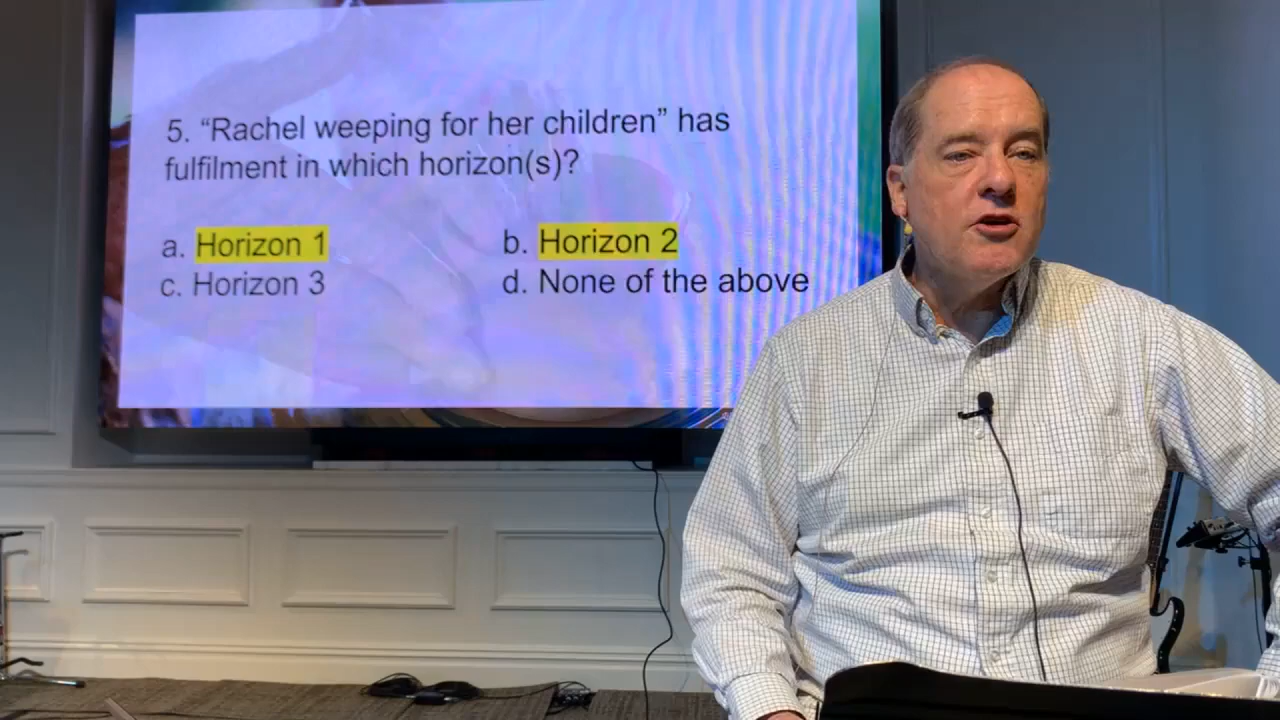 5. “Rachel weeping for her children” has
fulfilment in which horizon(s)?
a. Horizon 1 b. Horizon 2
c. Horizon 3 d. None of the above